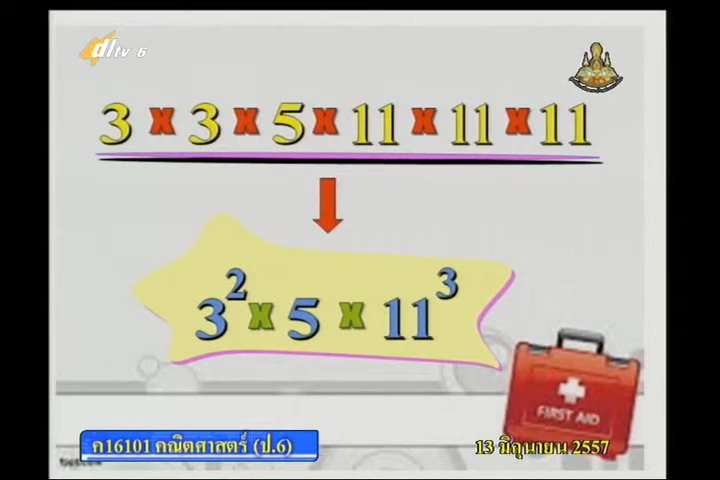 dltv 6
3 x 3 x 5 x 11 x 11 x 11
3² x 5 x 11³
FIRST AID
ค16101 คณิตศาสตร์ (ป.6)
13 มิถุนายน 2557